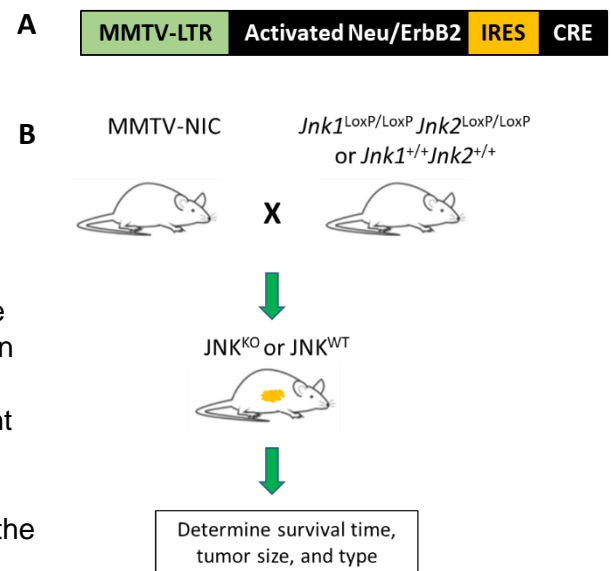 A
MMTV-LTR Activated Neu/ErbB2 IRES CRE
B
MMTV-NIC
Jnk1LoxP/LoxP Jnk2LoxP/LoxP
or Jnk1+/+Jnk2+/+
X
JNKKO or JNKWT
the
Determine survival time,
tumor size, and type